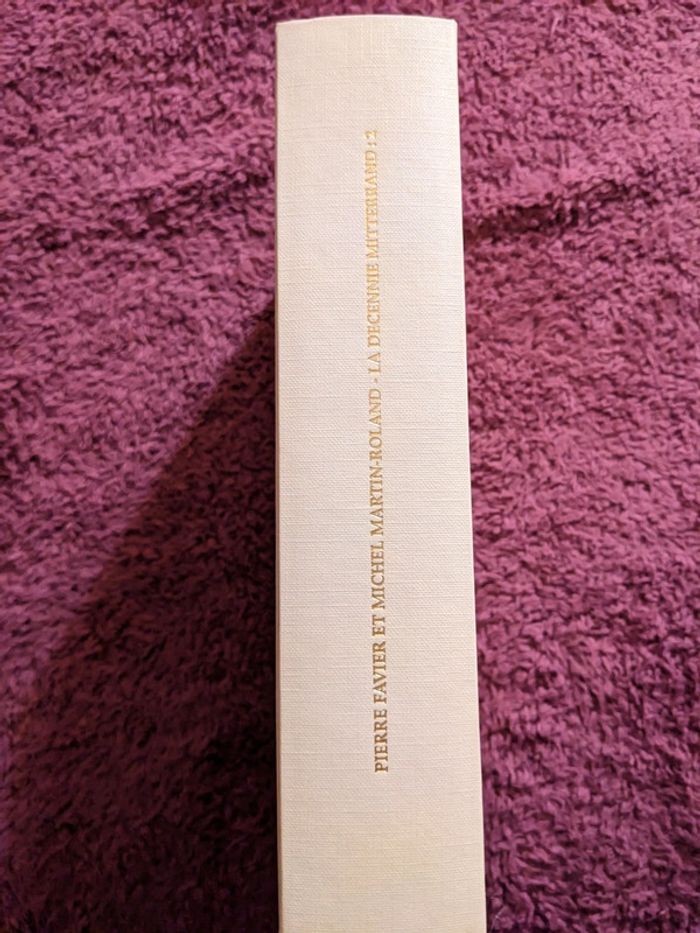 PIERRE FAVIER ET MICHEL MARTIN-ROLAND - LA DECENNIE MITTERRAND : 2